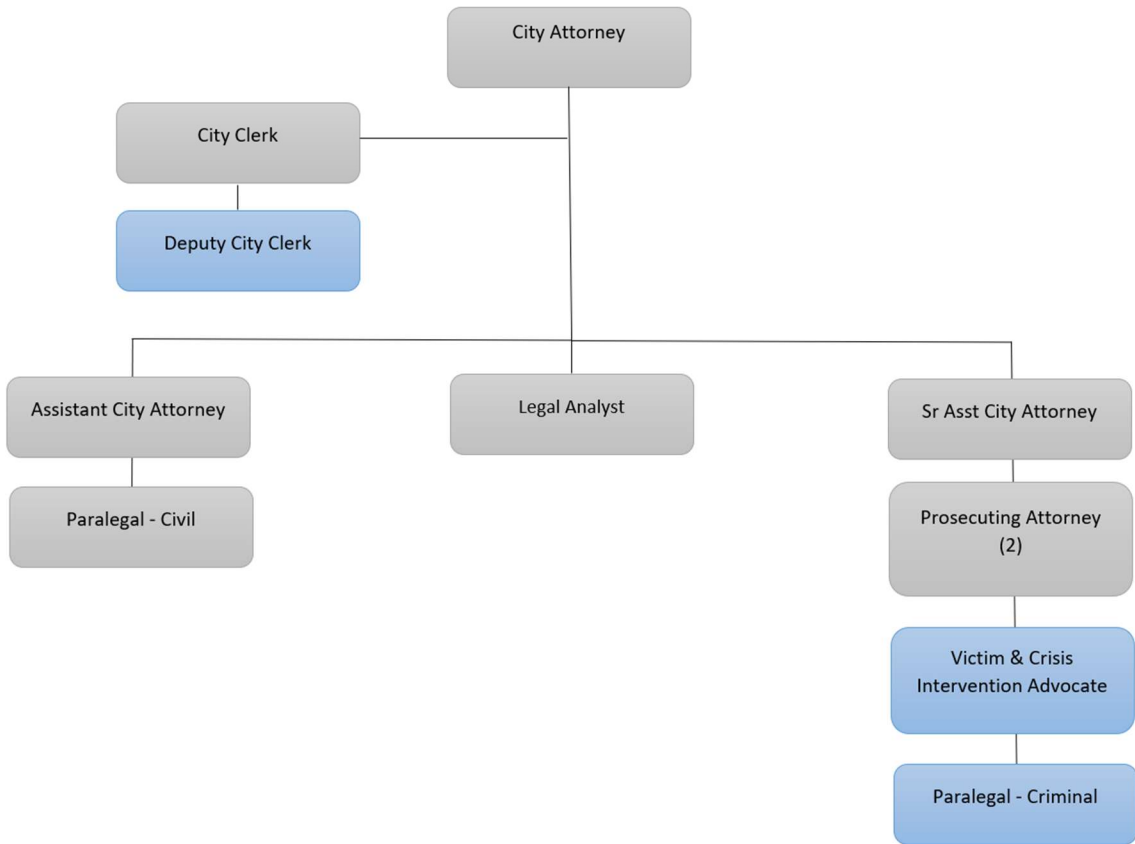 City Attorney
City Clerk
Deputy City Clerk
Assistant City Attorney
Legal Analyst
Sr Asst City Attorney
Paralegal - Civil
Prosecuting Attorney
(2)
Victim & Crisis
Intervention Advocate
Paralegal - Criminal